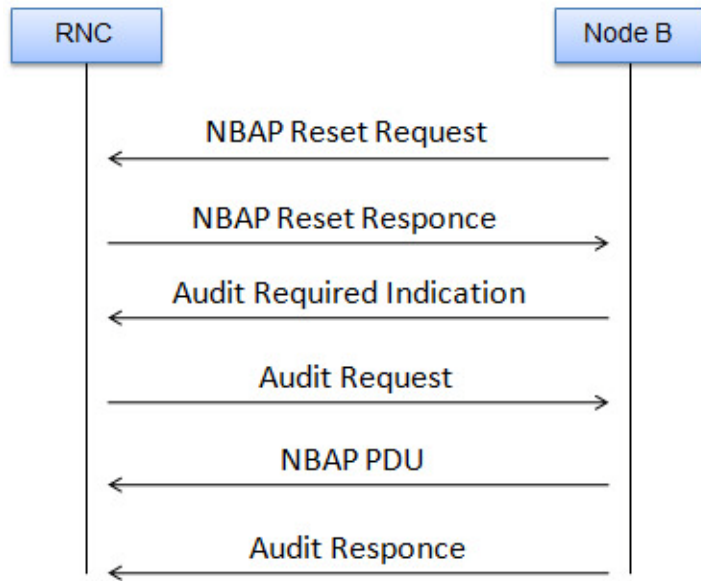 RNC
Node B
NBAP Reset Request
NBAP Reset Responce
Audit Required Indication
Audit Request
NBAP PDU
Audit Responce